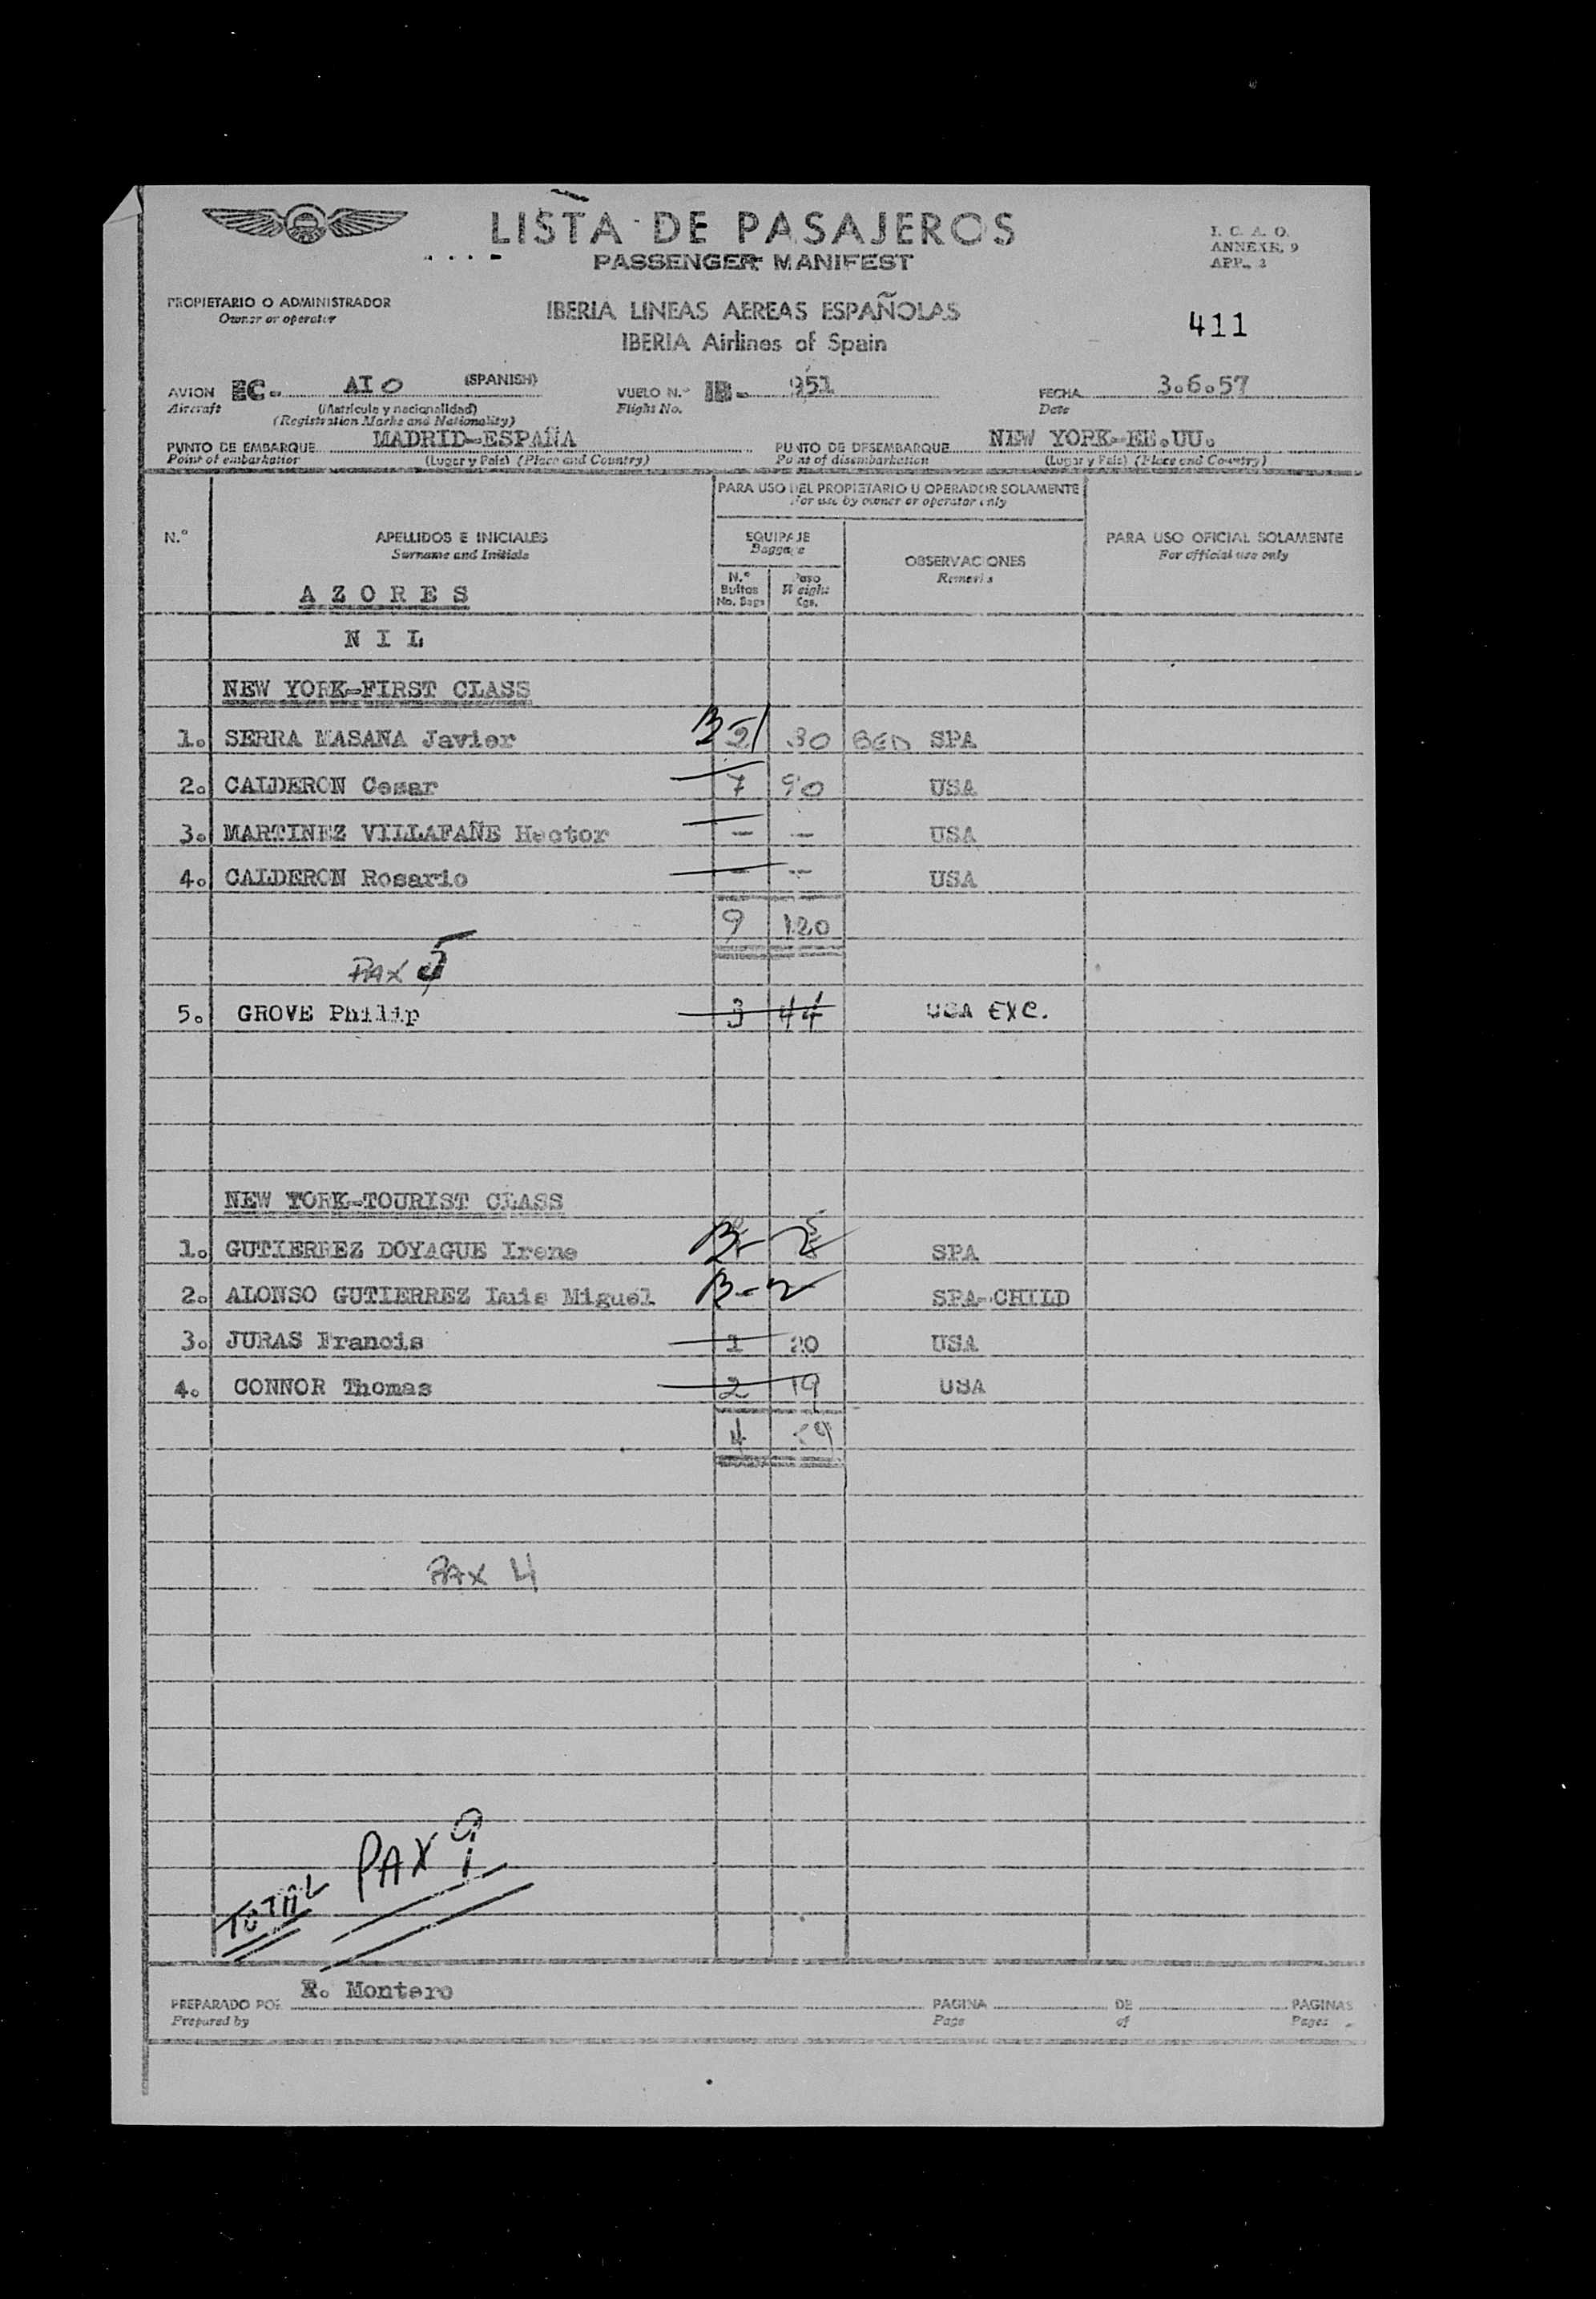 LISTA DE PASAJEROS
PASSENGER MANIFEST
I. C. A. O.
ANNEXE. 9
APP. 3
PROPIETARIO O ADMINISTRADOR
Owner or operator
IBERIA LINEAS AEREAS ESPAÑOLAS
IBERIA Airlines of Spain
411
AVION EC- AI O (SPANISH) VUELO N.º IB- 951 FECHA 3.6.57
Aircraft (Matricula y nacionalidad) Flight No. Date
(Registration Marks and Nationality)
PUNTO DE EMBARQUE MADRID-ESPAÑA PUNTO DE DESEMBARQUE NEW YORK-EE.UU.
Point of embarkation (Lugar y Pais) (Place and Country) Point of disembarkation (Lugar y Pais) (Place and Country)
PARA USO DEL PROPIETARIO U OPERADOR SOLAMENTE
For use by owner or operator only
N.º APELLIDOS E INICIALES EQUIPAJE PARA USO OFICIAL SOLAMENTE
Surname and Initials Baggage For official use only
OBSERVACIONES
Remarks
N.º Bultos No. Bags Peso Weight Kgs.
AZORES
NIL
NEW YORK-FIRST CLASS
1. SERRA MASANA Javier B-1 2 30 BED SPA
2. CALDERON Cesar 7 90 USA
3. MARTINEZ VILLAFAÑE Hector - - USA
4. CALDERON Rosario - - USA
9 120
PAX 5
5. GROVE Philip 3 44 USA EXC.
NEW YORK-TOURIST CLASS
1. GUTIERREZ DOYAGUE Irene B-2 SPA
2. ALONSO GUTIERREZ Luis Miguel B-2 SPA-CHILD
3. JURAS Francis 1 20 USA
4. CONNOR Thomas 2 19 USA
4
PAX 4
TOTAL PAX 9
PREPARADO POR Montero PAGINA DE PAGINAS
Prepared by Page of Pages